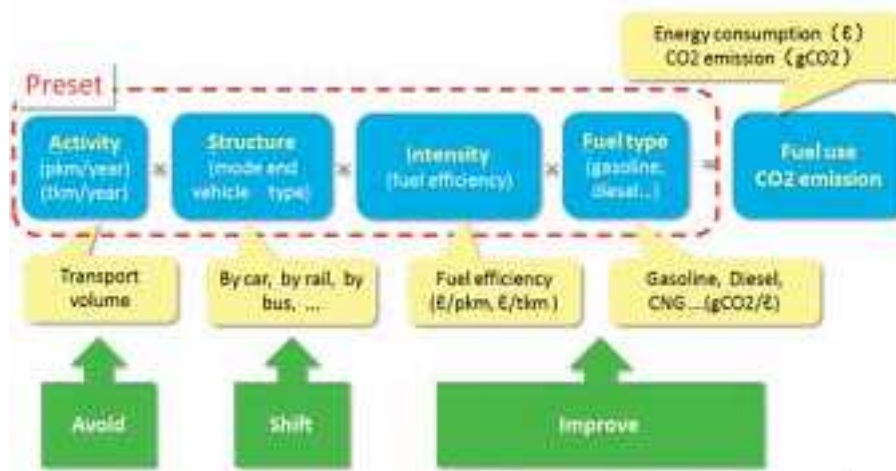 Energy consumption (ℓ)
CO2 emission (gCO2)
Preset
Activity
(pkm/year)
(tkm/year)
×
Structure
(mode and
vehicle type)
×
Intensity
(fuel efficiency)
×
Fuel type
(gasoline,
diesel...)
=
Fuel use
CO2 emission
Transport
volume
By car, by rail, by
bus, ...
Fuel efficiency
(ℓ/pkm, ℓ/tkm)
Gasoline, Diesel,
CNG ...(gCO2/ℓ)
Avoid
Shift
Improve